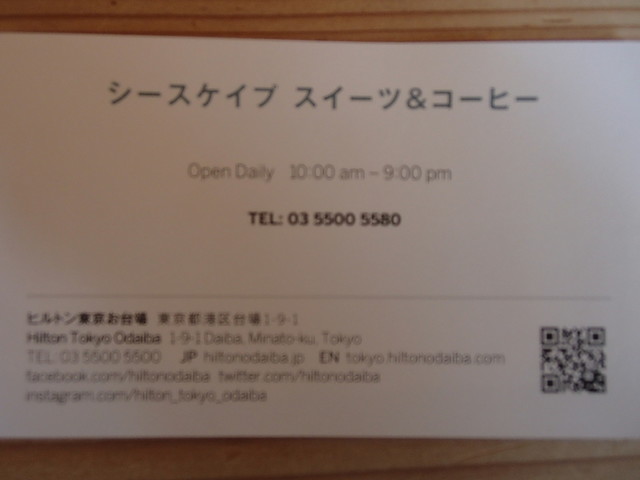 シースケイプ スイーツ&コーヒー
Open Daily 10:00 am – 9:00 pm
TEL: 03 5500 5580
ヒルトン東京お台場 東京都港区台場1-9-1
Hilton Tokyo Odaiba 1-9-1 Daiba, Minato-ku, Tokyo
TEL: 03 5500 5500 JP hiltonodaiba.jp EN tokyo.hiltonodaiba.com
facebook.com/hiltonodaiba twitter.com/hiltonodaiba
instagram.com/hilton_tokyo_odaiba